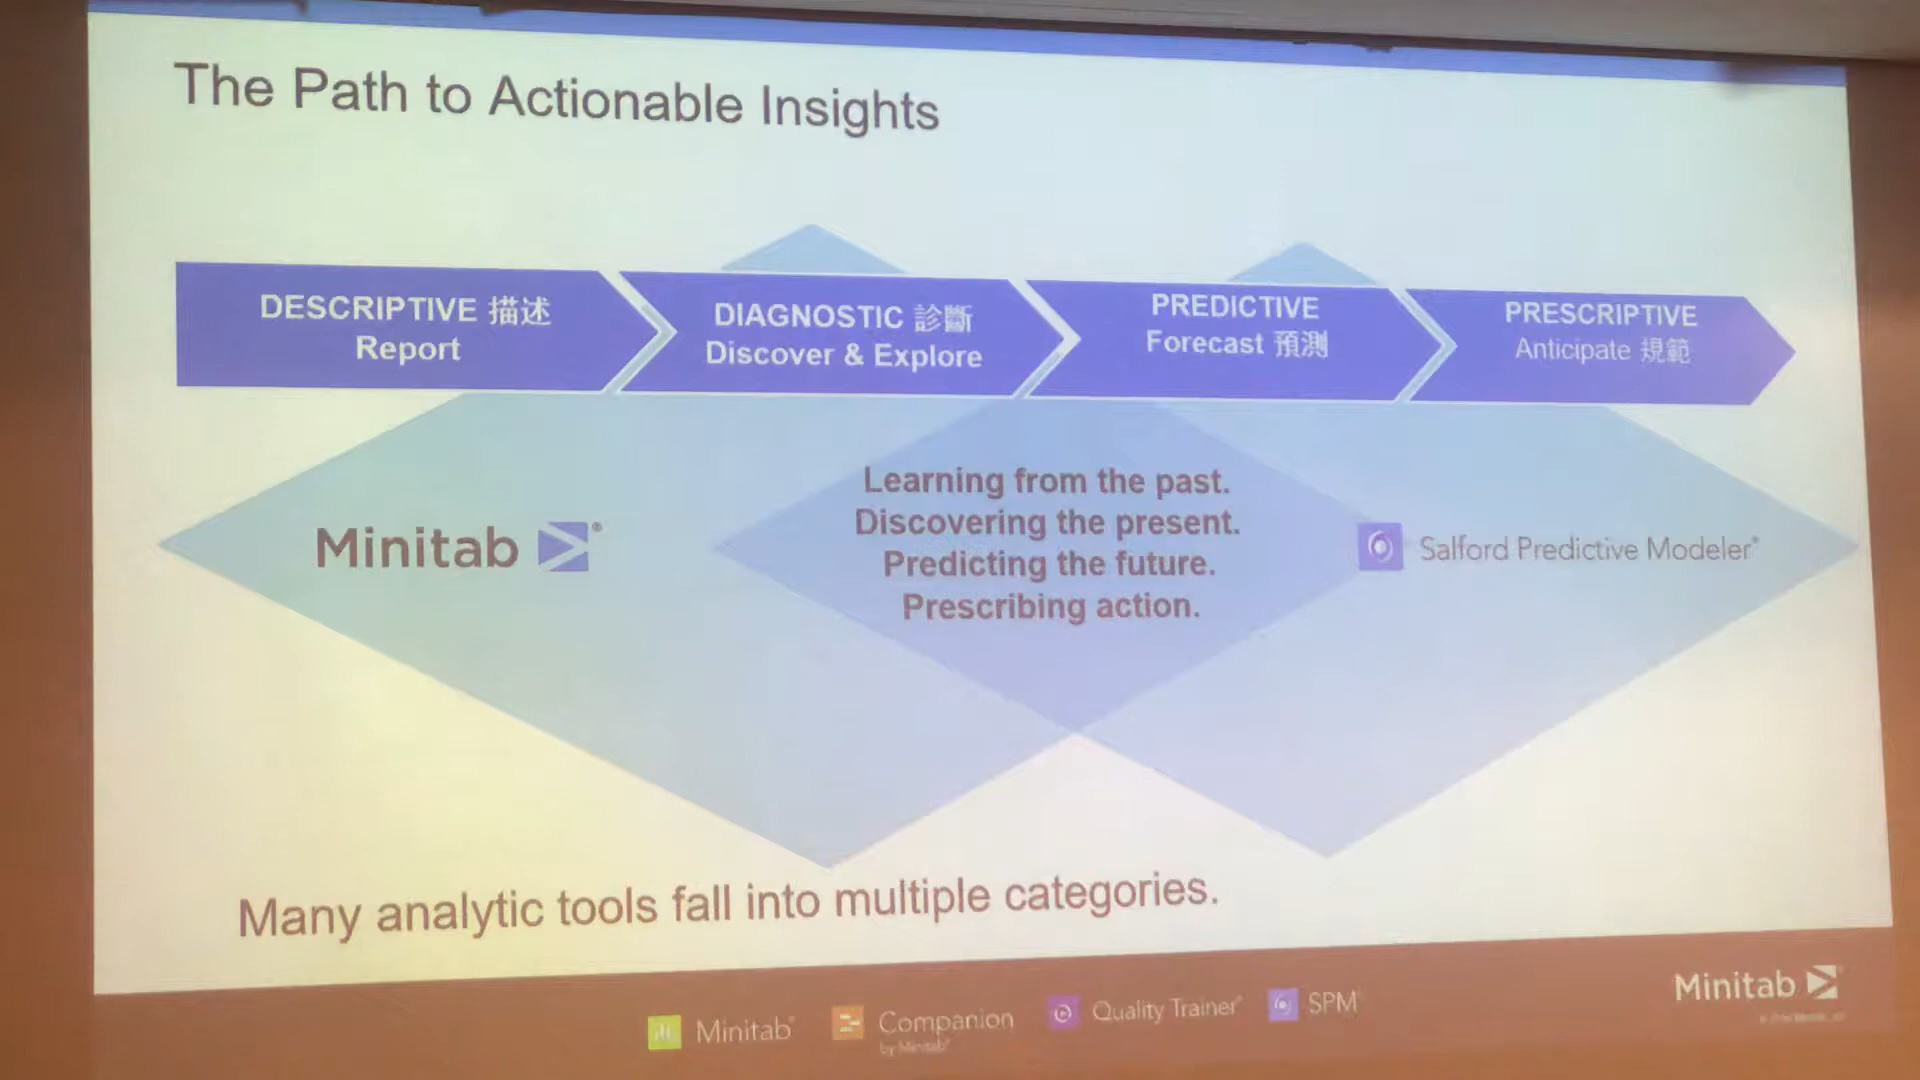 The Path to Actionable Insights
DESCRIPTIVE 描述
Report
DIAGNOSTIC 診斷
Discover & Explore
PREDICTIVE
Forecast 預測
PRESCRIPTIVE
Anticipate 規範
Learning from the past.
Discovering the present.
Predicting the future.
Prescribing action.
Minitab®
Salford Predictive Modeler®
Many analytic tools fall into multiple categories.
Minitab®
Companion
by Minitab®
Quality Trainer®
SPM
Minitab